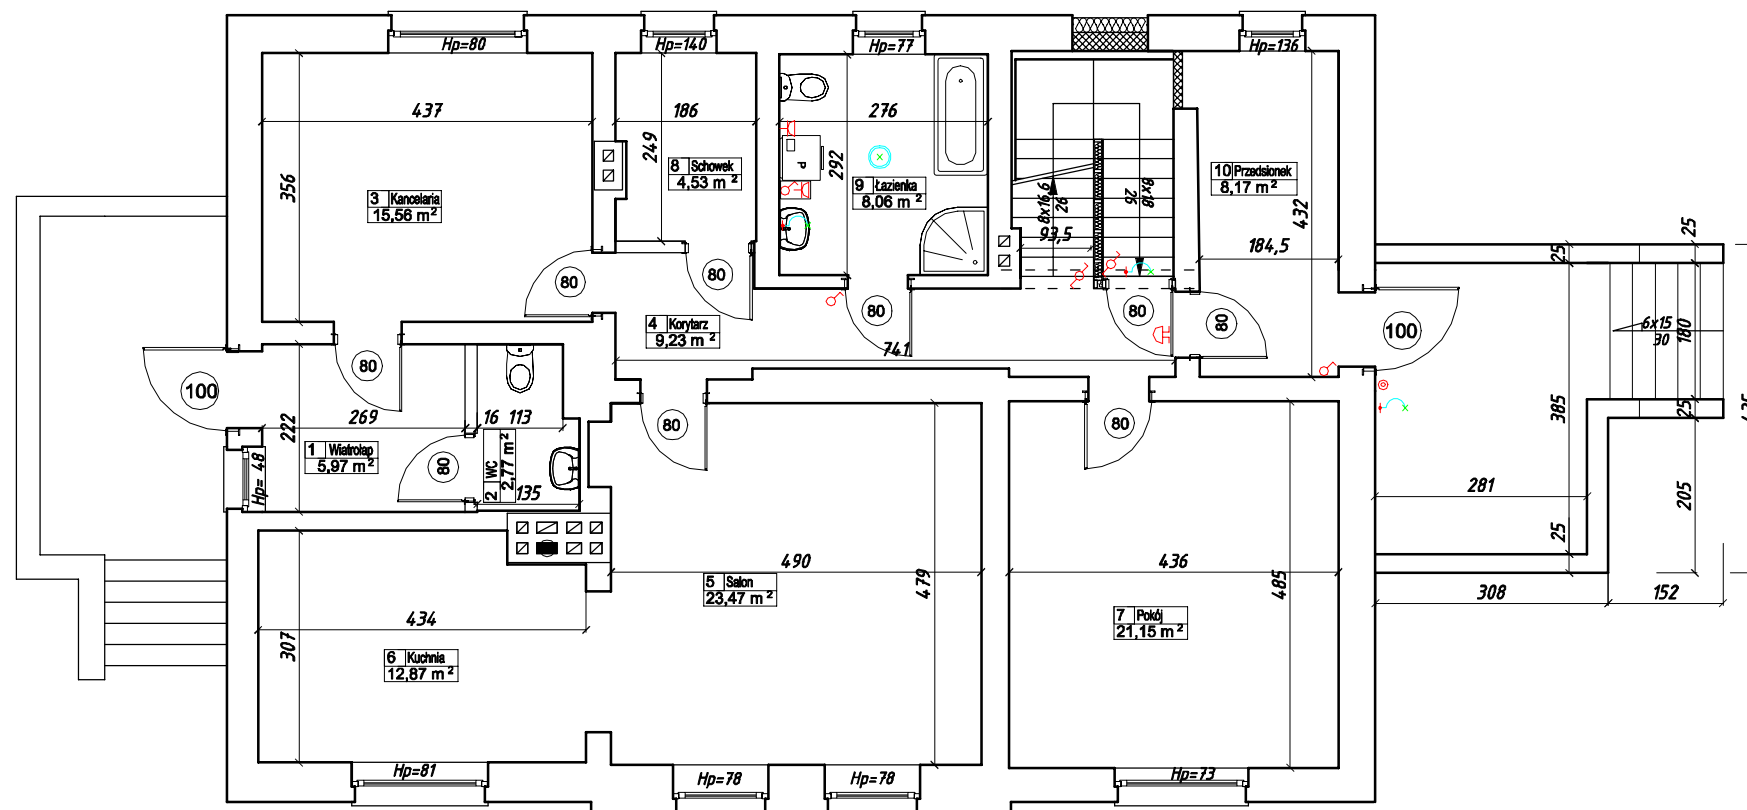 Hp=80
Hp=140
Hp=77
Hp=136
437
186
276
249
292
356
3 Kancelaria
15,56 m²
8 Schowek
4,53 m²
P
9 Łazienka
8,06 m²
8x16,6
26
8x18
26
93,5
10 Przedsionek
8,17 m²
432
184,5
25
25
80
80
80
80
80
100
6x15
30
180
4 Korytarz
9,23 m²
741
80
100
269
16
113
222
80
80
385
25
1 Wiatrołap
5,97 m²
Hp= 48
80
2 WC
2,77 m²
135
281
205
25
490
479
436
485
5 Salon
23,47 m²
308
152
434
307
7 Pokój
21,15 m²
6 Kuchnia
12,87 m²
Hp=81
Hp=78
Hp=78
Hp=73